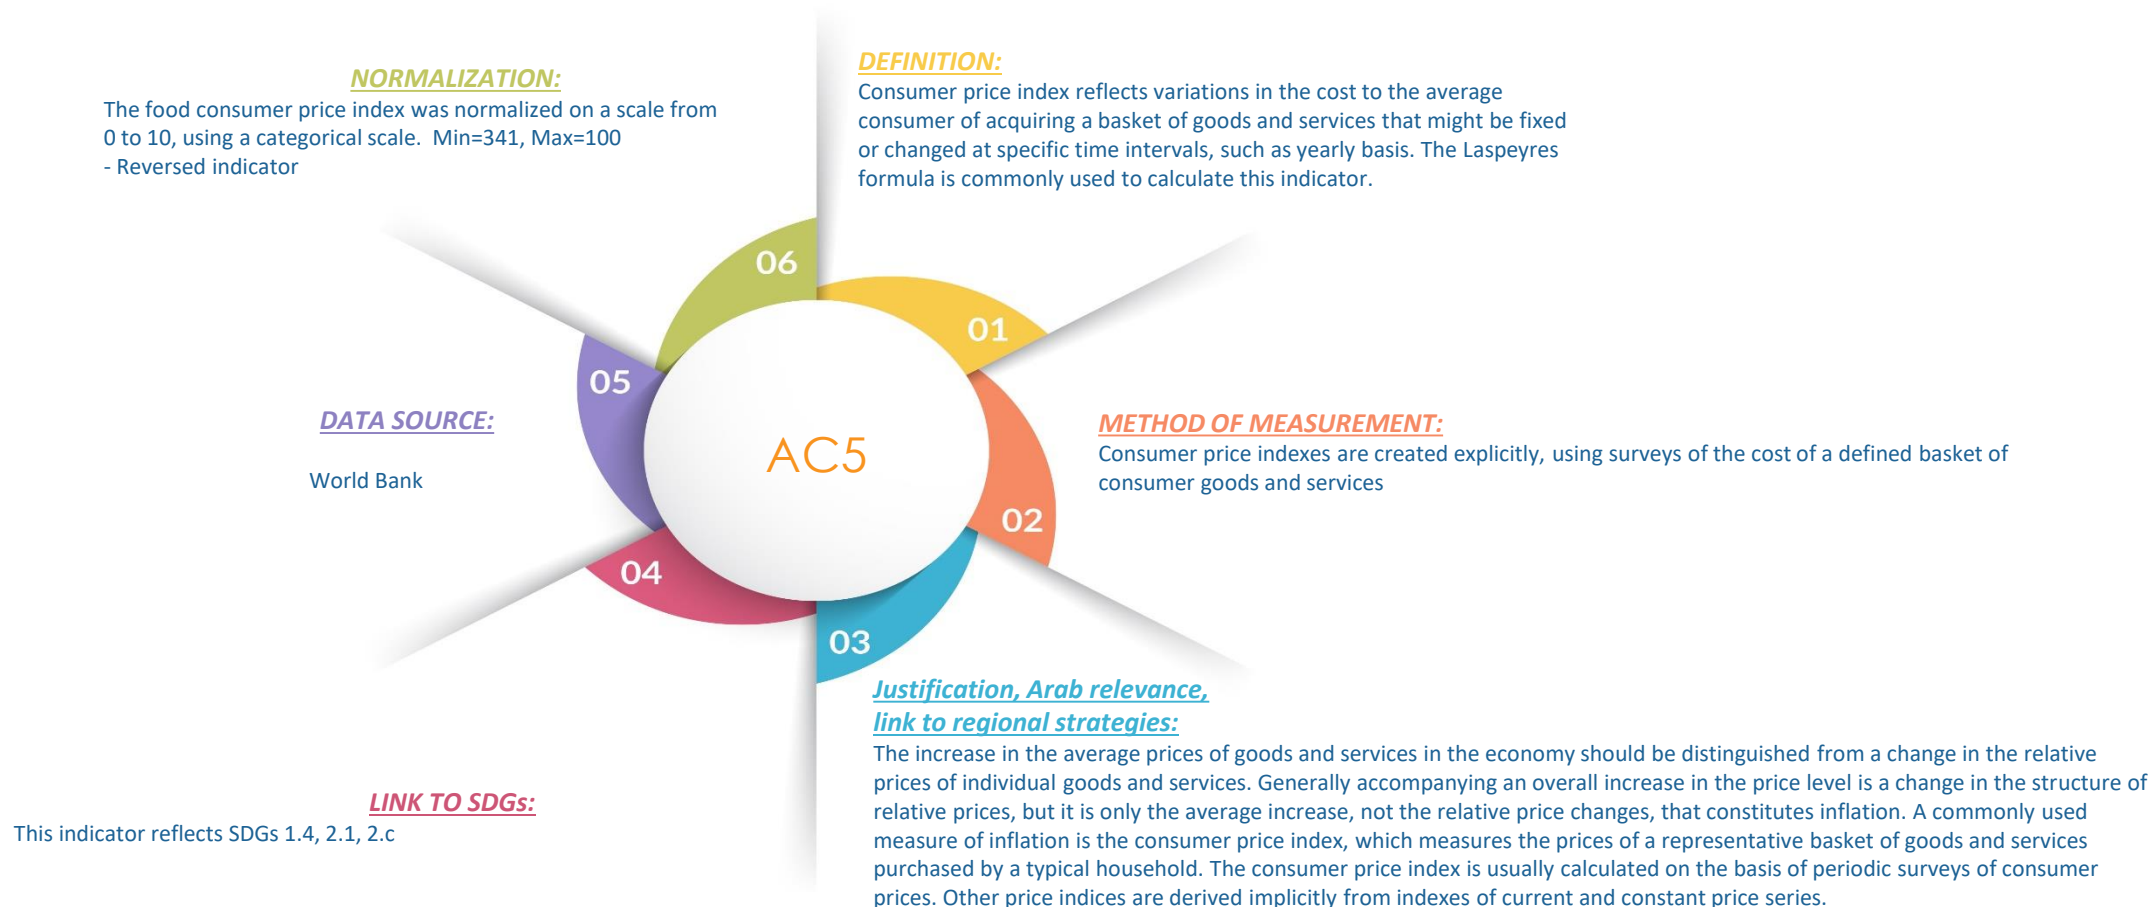 DEFINITION:
Consumer price index reflects variations in the cost to the average
consumer of acquiring a basket of goods and services that might be fixed
or changed at specific time intervals, such as yearly basis. The Laspeyres
formula is commonly used to calculate this indicator.
01
METHOD OF MEASUREMENT:
Consumer price indexes are created explicitly, using surveys of the cost of a defined basket of
consumer goods and services
02
03
Justification, Arab relevance,
link to regional strategies:
The increase in the average prices of goods and services in the economy should be distinguished from a change in the relative
prices of individual goods and services. Generally accompanying an overall increase in the price level is a change in the structure of
relative prices, but it is only the average increase, not the relative price changes, that constitutes inflation. A commonly used
measure of inflation is the consumer price index, which measures the prices of a representative basket of goods and services
purchased by a typical household. The consumer price index is usually calculated on the basis of periodic surveys of consumer
prices. Other price indices are derived implicitly from indexes of current and constant price series.
04
LINK TO SDGs:
This indicator reflects SDGs 1.4, 2.1, 2.c
05
DATA SOURCE:
World Bank
06
NORMALIZATION:
The food consumer price index was normalized on a scale from
0 to 10, using a categorical scale.  Min=341, Max=100
- Reversed indicator
AC5